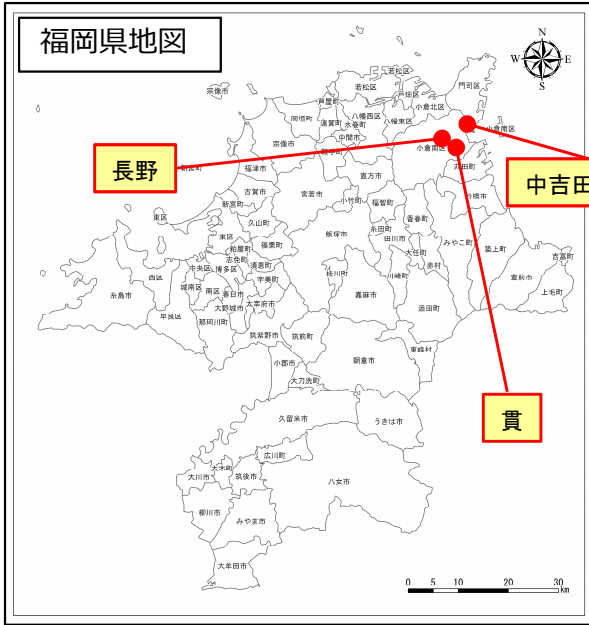 福岡県地図
N
W
E
S
若松区
若松区
門司区
戸畑区
小倉北区
宗像市
芦屋町
岡垣町
遠賀町
水巻町
八幡西区
八幡東区
小倉南区
中間市
宗像市
小倉南区
苅田町
長野
中吉田
福津市
直方市
行橋市
古賀市
宮若市
新宮町
小竹町
福智町
香春町
東区
久山町
糸田町
田川市
みやこ町
築上町
東区
篠栗町
飯塚市
粕屋町
志免町
須恵町
大任町
吉富町
西区
中央区
博多区
宇美町
赤村
豊前市
糸島市
城南区
南区
春日市
桂川町
嘉麻市
川崎町
上毛町
早良区
大野城市
太宰府市
添田町
那珂川町
筑紫野市
筑前町
東峰村
小郡市
朝倉市
大刀洗町
貫
久留米市
うきは市
広川町
大木町
大川市
筑後市
八女市
柳川市
みやま市
大牟田市
0
10
20
30
km